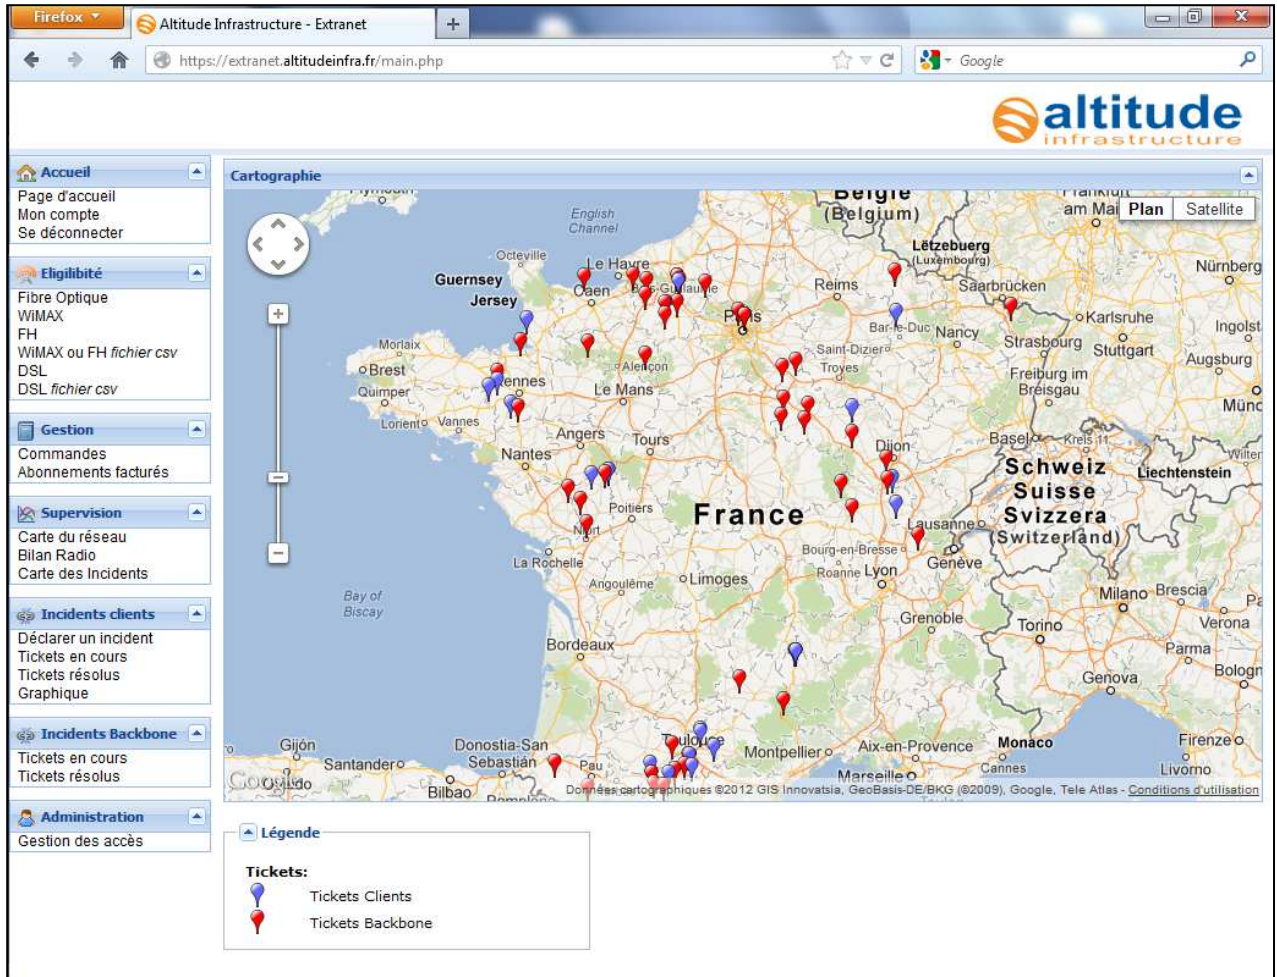 Firefox
Altitude Infrastructure - Extranet
https://extranet.altitudeinfra.fr/main.php
Google
altitude
infrastructure
Accueil
Page d'accueil
Mon compte
Se déconnecter
Eligilibité
Fibre Optique
WiMAX
FH
WiMAX ou FH fichier csv
DSL
DSL fichier csv
Gestion
Commandes
Abonnements facturés
Supervision
Carte du réseau
Bilan Radio
Carte des Incidents
Incidents clients
Déclarer un incident
Tickets en cours
Tickets résolus
Graphique
Incidents Backbone
Tickets en cours
Tickets résolus
Administration
Gestion des accès
Cartographie
Plan Satellite
België
(Belgium)
am Mai
English
Channel
Octeville
Guernsey
Jersey
Le Havre
Caen
Reims
Lëtzebuerg
(Luxembourg)
Saarbrücken
Nürnberg
Karlsruhe
Bar-le-Duc
Nancy
Strasbourg
Stuttgart
Ingolst
Augsburg
Morlaix
Brest
Quimper
Lorient
Vannes
Alençon
Le Mans
Saint-Dizier
Troyes
Freiburg im
Breisgau
Münc
Angers
Tours
Nantes
Dijon
Basel
Kreis 11
Schweiz
Suisse
Svizzera
(Switzerland)
Liechtenstein
Poitiers
France
Niort
Lausanne
La Rochelle
Bourg-en-Bresse
Genève
Angoulême
Limoges
Roanne
Lyon
Bay of
Biscay
Grenoble
Milano
Brescia
Torino
Verona
Parma
Bordeaux
Genova
Bologn
Gijón
Santander
Donostia-San
Sebastián
Bilbao
Pau
Toulouse
Montpellier
Aix-en-Provence
Marseille
Monaco
Cannes
Firenze
Livorno
Données cartographiques ©2012 GIS Innovatsia, GeoBasis-DE/BKG (©2009), Google, Tele Atlas - Conditions d'utilisation
Légende
Tickets:
Tickets Clients
Tickets Backbone